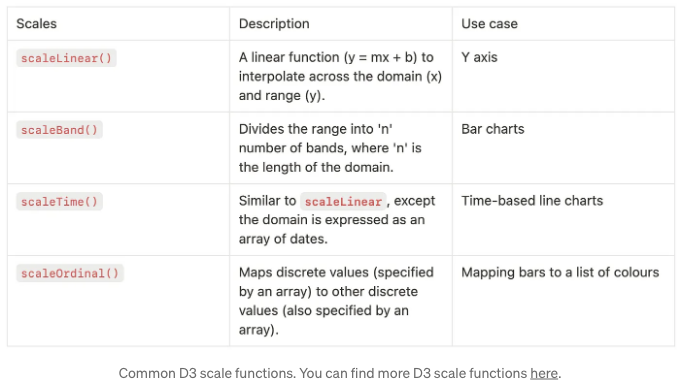 Scales Description Use case
scaleLinear() A linear function (y = mx + b) to Y axis
interpolate across the domain (x)
and range (y).
scaleBand() Divides the range into 'n' Bar charts
number of bands, where 'n' is
the length of the domain.
scaleTime() Similar to scaleLinear, except Time-based line charts
the domain is expressed as an
array of dates.
scaleOrdinal() Maps discrete values (specified Mapping bars to a list of colours
by an array) to other discrete
values (also specified by an
array).
Common D3 scale functions. You can find more D3 scale functions here.